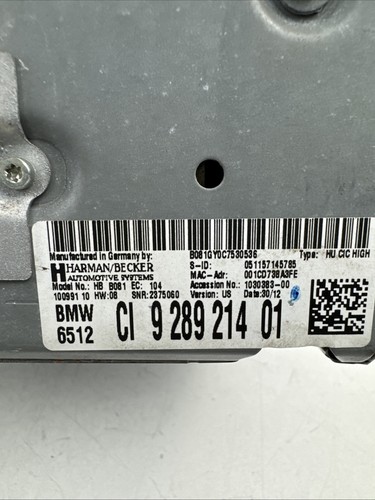 Manufactured in Germany by: B081GY0C7530536 Type: HU CIC HIGH
HARMAN/BECKER S-ID: 051157145785
AUTOMOTIVE SYSTEMS MAC-Adr: 001CD738A3FE
Model No.: HB B081 EC: 104 Accession No.: 1030383-00
100991 10 HW:08 SNR:2375060 Version: US Date:30/12
BMW
6512
CI 9 289 214 01